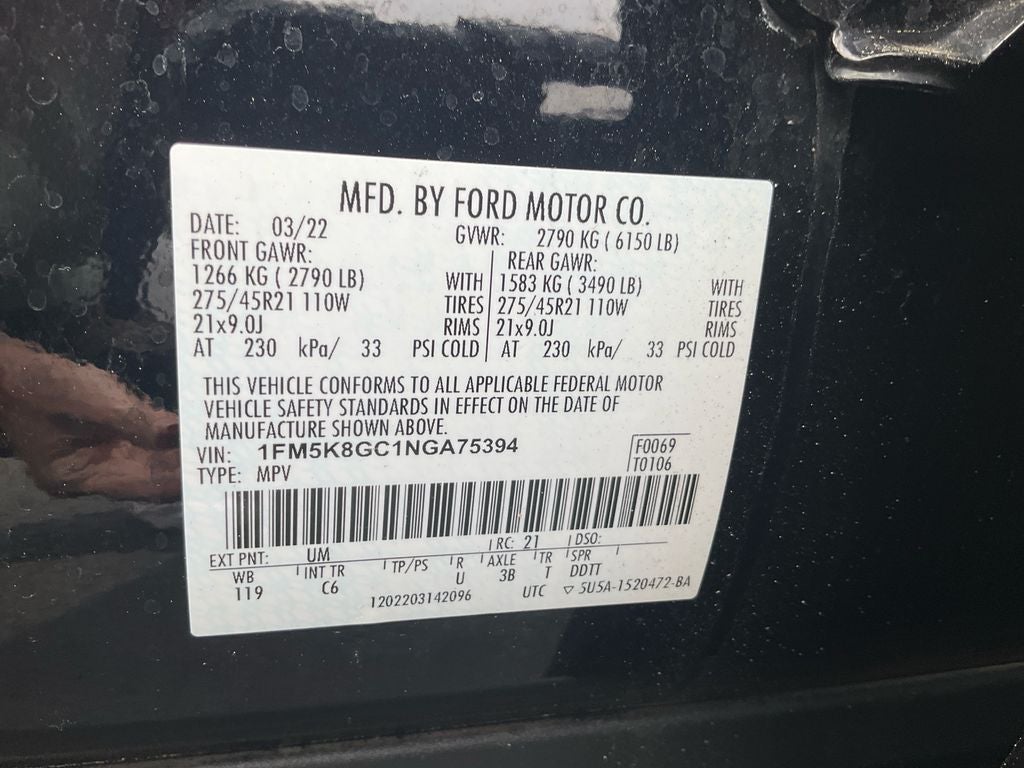 MFD. BY FORD MOTOR CO.
DATE: 03/22 GVWR: 2790 KG ( 6150 LB)
FRONT GAWR: REAR GAWR:
1266 KG ( 2790 LB) WITH 1583 KG ( 3490 LB) WITH
275/45R21 110W TIRES 275/45R21 110W TIRES
21x9.0J RIMS 21x9.0J RIMS
AT 230 kPa/ 33 PSI COLD AT 230 kPa/ 33 PSI COLD
THIS VEHICLE CONFORMS TO ALL APPLICABLE FEDERAL MOTOR
VEHICLE SAFETY STANDARDS IN EFFECT ON THE DATE OF
MANUFACTURE SHOWN ABOVE.
VIN: 1FM5K8GC1NGA75394 F0069
TYPE: MPV T0106
EXT PNT: UM RC: 21 DSO:
WB INT TR TP/PS R AXLE TR SPR
119 C6 U 3B T DDTT
1202203142096 UTC ▽ 5U5A-1520472-BA